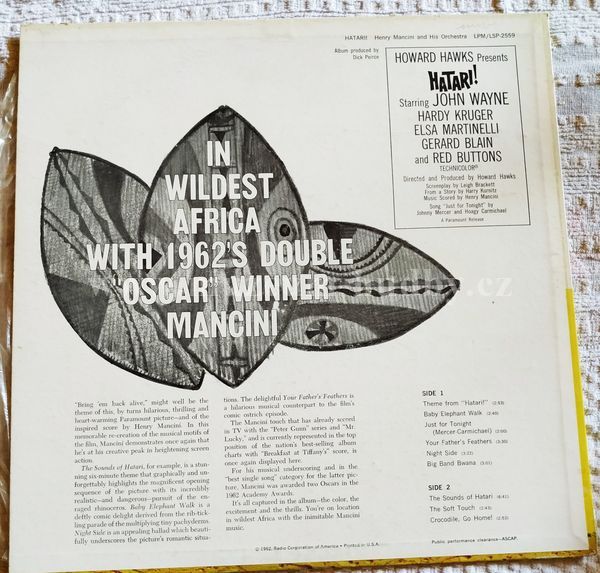 HATARI! Henry Mancini and His Orchestra LPM/LSP-2559
Album produced by
Dick Peirce
HOWARD HAWKS Presents
HATARI!
Starring JOHN WAYNE
HARDY KRUGER
ELSA MARTINELLI
GERARD BLAIN
and RED BUTTONS
TECHNICOLOR®
Directed and Produced by Howard Hawks
Screenplay by Leigh Brackett
From a Story by Harry Kurnitz
Music Scored by Henry Mancini
Song "Just for Tonight" by
Johnny Mercer and Hoagy Carmichael
A Paramount Release
IN
WILDEST
AFRICA
WITH 1962'S DOUBLE
"OSCAR" WINNER
MANCINI
"Bring 'em back alive," might well be the
theme of this, by turns hilarious, thrilling and
heart-warming Paramount picture—and of the
inspired score by Henry Mancini. In this
memorable re-creation of the musical motifs of
the film, Mancini demonstrates once again that
he's at his creative peak in heightening screen
action.
The Sounds of Hatari, for example, is a stun-
ning six-minute theme that graphically and un-
forgettably highlights the magnificent opening
sequence of the picture with its incredibly
realistic—and dangerous—pursuit of the en-
raged rhinoceros. Baby Elephant Walk is a
deftly comic delight derived from the rib-tick-
ling parade of the multiplying tiny pachyderms.
Night Side is an appealing ballad which beauti-
fully underscores the picture's romantic situa-
tions. The delightful Your Father's Feathers is
a hilarious musical counterpart to the film's
comic ostrich episode.
The Mancini touch that has already scored
in TV with the "Peter Gunn" series and "Mr.
Lucky," and is currently represented in the top
position of the nation's best-selling album
charts with "Breakfast at Tiffany's" score, is
once again displayed here.
For his musical underscoring and in the
"best single song" category for the latter pic-
ture, Mancini was awarded two Oscars in the
1962 Academy Awards.
It's all captured in the album—the color, the
excitement and the thrills. You're on location
in wildest Africa with the inimitable Mancini
music.
SIDE 1
Theme from "Hatari!" (2:53)
Baby Elephant Walk (2:40)
Just for Tonight
(Mercer-Carmichael) (2:00)
Your Father's Feathers (3:30)
Night Side (3:22)
Big Band Bwana (3:01)
SIDE 2
The Sounds of Hatari (6:41)
The Soft Touch (2:43)
Crocodile, Go Home! (2:53)
© 1962, Radio Corporation of America • Printed in U.S.A.
Public performance clearance—ASCAP.